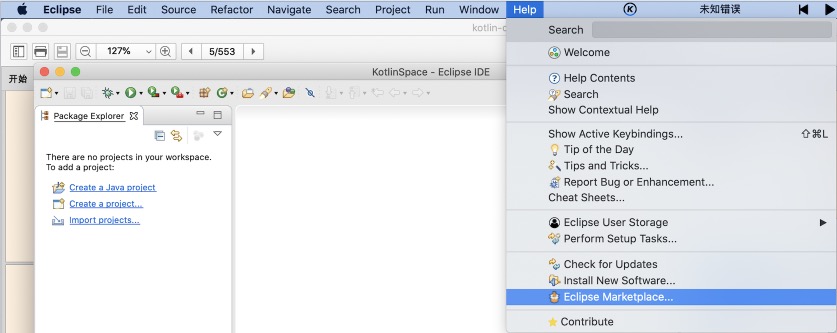 Eclipse File Edit Source Refactor Navigate Search Project Run Window Help 未知错误
Search
kotlin-
127% 5/553
开始
KotlinSpace - Eclipse IDE
Package Explorer
There are no projects in your workspace.
To add a project:
Create a Java project
Create a project...
Import projects...
Welcome
Help Contents
Search
Show Contextual Help
Show Active Keybindings... ⇧⌘L
Tip of the Day
Tips and Tricks...
Report Bug or Enhancement...
Cheat Sheets...
Eclipse User Storage
Perform Setup Tasks...
Check for Updates
Install New Software...
Eclipse Marketplace...
Contribute